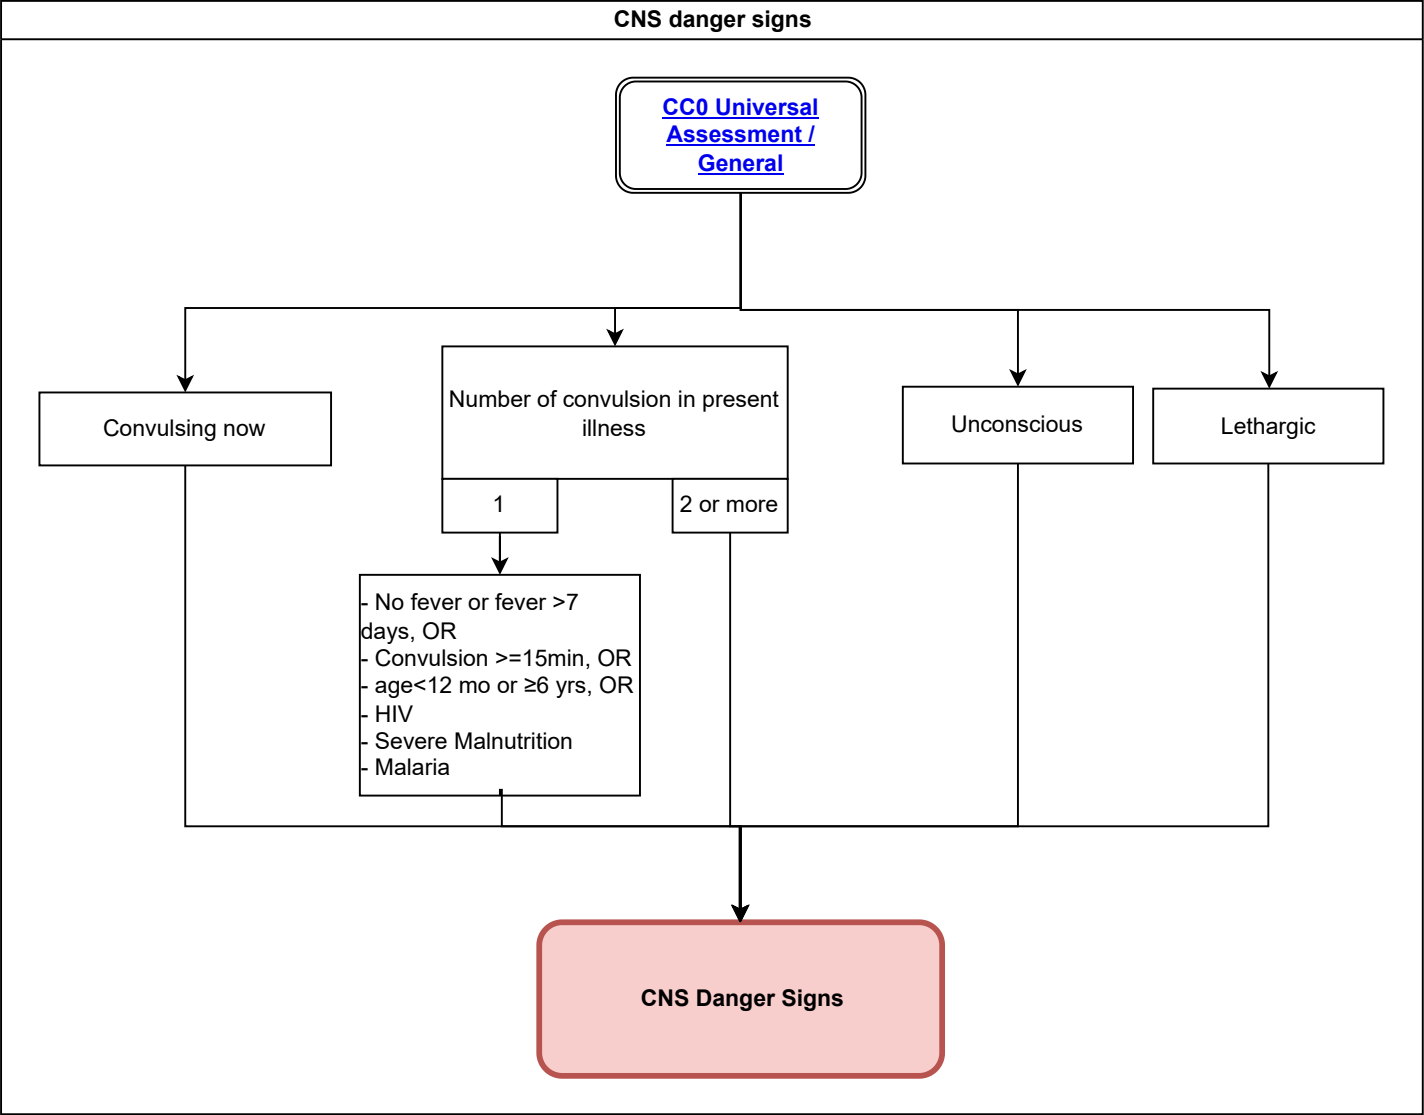 CNS danger signs
CC0 Universal
Assessment /
General
Convulsing now
Number of convulsion in present
illness
Unconscious
Lethargic
1
2 or more
- No fever or fever >7
days, OR
- Convulsion >=15min, OR
- age<12 mo or ≥6 yrs, OR
- HIV
- Severe Malnutrition
- Malaria
CNS Danger Signs